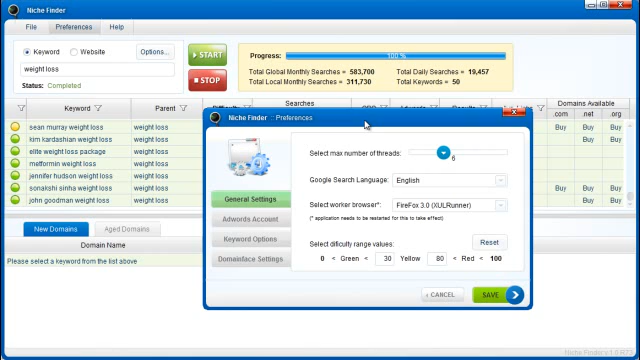 Niche Finder
File Preferences Help
Keyword Website Options...
weight loss
Status: Completed
START
STOP
Progress: 100 %
Total Global Monthly Searches = 583,700 Total Daily Searches = 19,457
Total Local Monthly Searches = 311,730 Total Keywords = 50
Keyword Parent Searches Domains Available
.com .net .org
sean murray weight loss weight loss Buy Buy Buy
kim kardashian weight loss weight loss Buy
elite weight loss package weight loss
metformin weight loss weight loss
jennifer hudson weight loss weight loss
sonakshi sinha weight loss weight loss Buy Buy Buy
john goodman weight loss weight loss Buy Buy
New Domains Aged Domains
Domain Name
Please select a keyword from the list above
Niche Finder :: Preferences
General Settings
Adwords Account
Keyword Options
Domainface Settings
Select max number of threads: 6
Google Search Language: English
Select worker browser*: FireFox 3.0 (XULRunner)
(* application needs to be restarted for this to take effect)
Select dificulty range values: Reset
0 < Green < 30 Yellow 80 < Red < 100
CANCEL SAVE